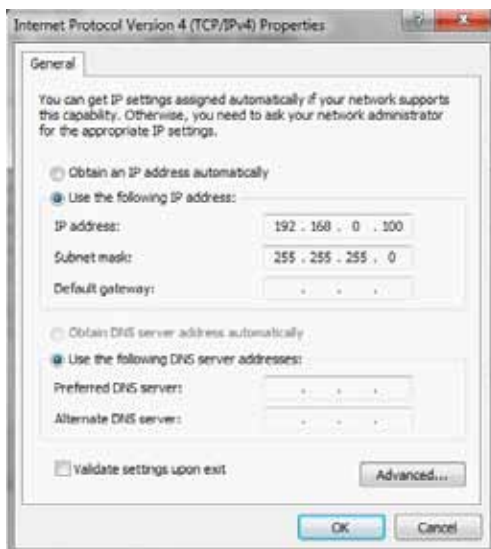 Internet Protocol Version 4 (TCP/IPv4) Properties
General
You can get IP settings assigned automatically if your network supports
this capability. Otherwise, you need to ask your network administrator
for the appropriate IP settings.
Obtain an IP address automatically
Use the following IP address:
IP address: 192 . 168 . 0 . 100
Subnet mask: 255 . 255 . 255 . 0
Default gateway: . . .
Obtain DNS server address automatically
Use the following DNS server addresses:
Preferred DNS server: . . .
Alternate DNS server: . . .
Validate settings upon exit
Advanced...
OK Cancel